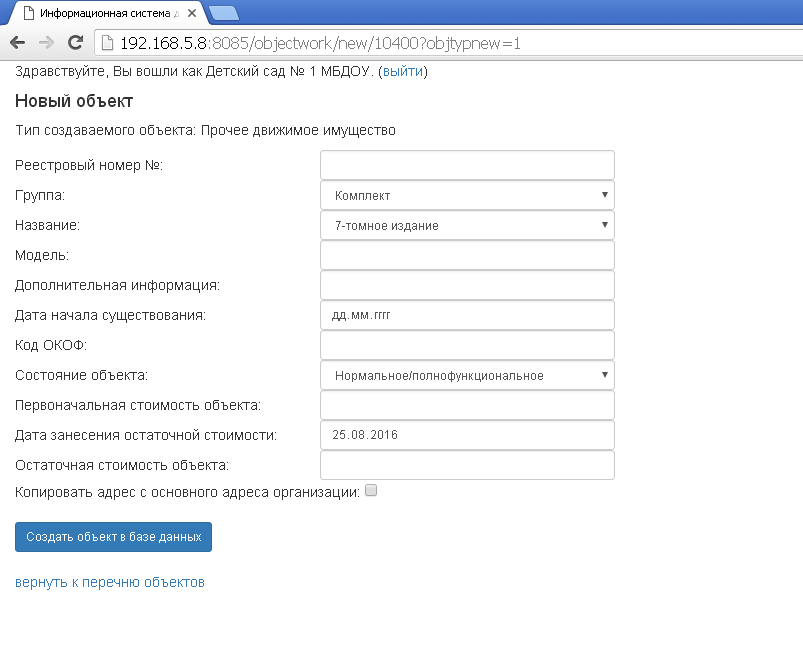 Информационная система д
192.168.5.8:8085/objectwork/new/10400?objtypnew=1
Здравствуйте, Вы вошли как Детский сад № 1 МБДОУ. (выйти)
Новый объект
Тип создаваемого объекта: Прочее движимое имущество
Реестровый номер №:
Группа: Комплект
Название: 7-томное издание
Модель:
Дополнительная информация:
Дата начала существования: дд.мм.гггг
Код ОКОФ:
Состояние объекта: Нормальное/полнофункциональное
Первоначальная стоимость объекта:
Дата занесения остаточной стоимости: 25.08.2016
Остаточная стоимость объекта:
Копировать адрес с основного адреса организации:
Создать объект в базе данных
вернуть к перечню объектов